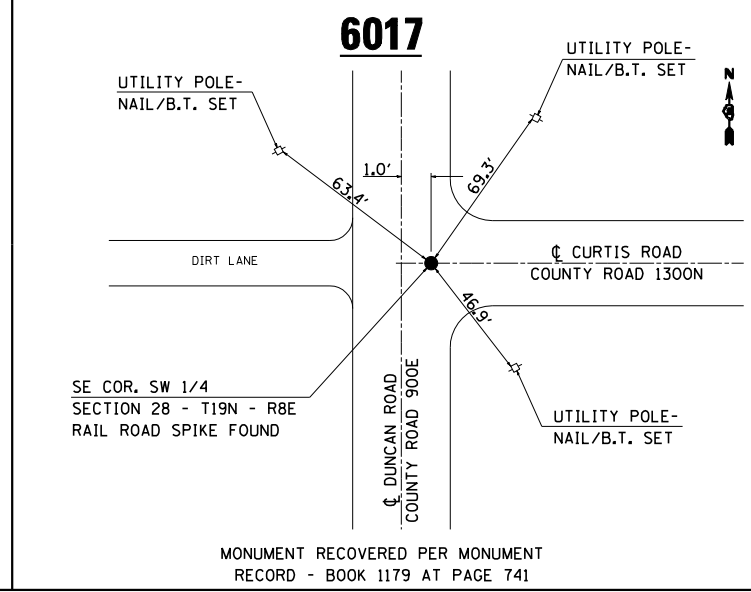 6017
UTILITY POLE-
NAIL/B.T. SET
UTILITY POLE-
NAIL/B.T. SET
N
1.0'
63.4'
69.3'
DIRT LANE
℄ CURTIS ROAD
COUNTY ROAD 1300N
46.9'
SE COR. SW 1/4
SECTION 28 - T19N - R8E
RAIL ROAD SPIKE FOUND
℄ DUNCAN ROAD
COUNTY ROAD 900E
UTILITY POLE-
NAIL/B.T. SET
MONUMENT RECOVERED PER MONUMENT
RECORD - BOOK 1179 AT PAGE 741